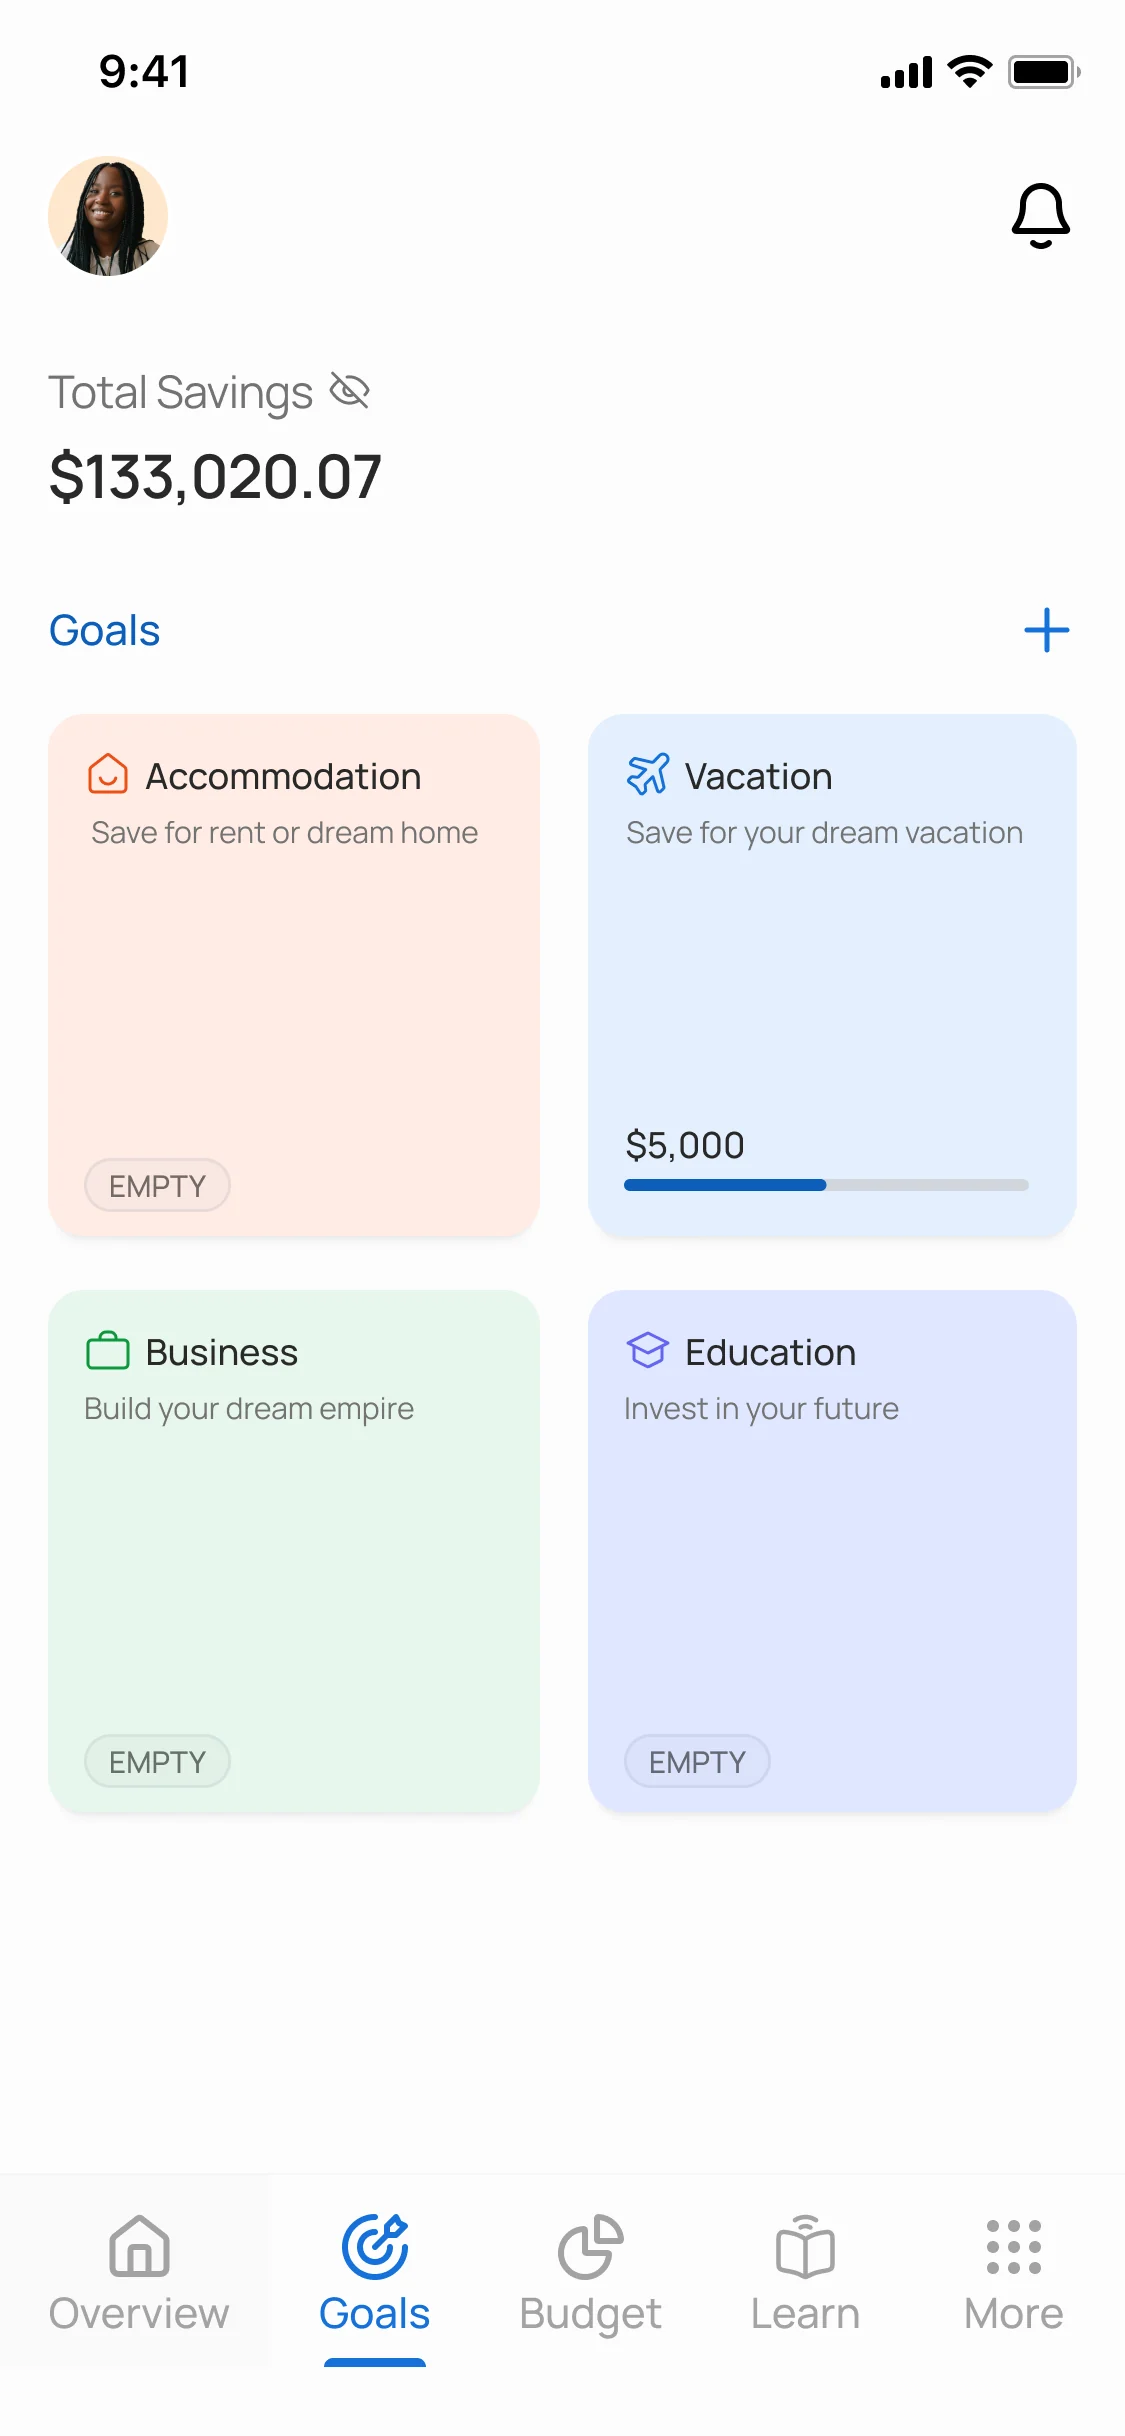 9:41
Total Savings
$133,020.07
Goals
Accommodation
Save for rent or dream home
EMPTY
Vacation
Save for your dream vacation
$5,000
Business
Build your dream empire
EMPTY
Education
Invest in your future
EMPTY
Overview
Goals
Budget
Learn
More